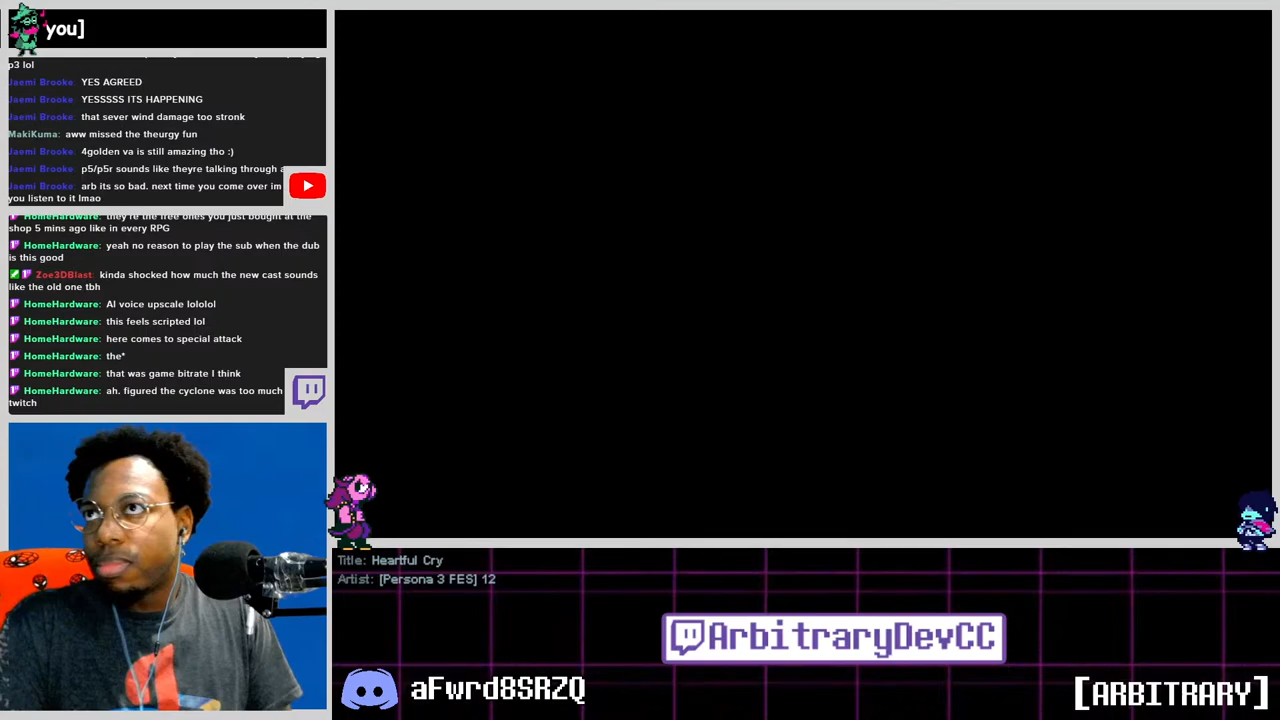 you]
p3 lol
Jaemi Brooke: YES AGREED
Jaemi Brooke: YESSSSS ITS HAPPENING
Jaemi Brooke: that sever wind damage too stronk
MakiKuma: aww missed the theurgy fun
Jaemi Brooke: 4golden va is still amazing tho :)
Jaemi Brooke: p5/p5r sounds like theyre talking through
Jaemi Brooke: arb its so bad. next time you come over im
you listen to it lmao
HomeHardware: they're the free ones you just bought at the
shop 5 mins ago like in every RPG
HomeHardware: yeah no reason to play the sub when the dub
is this good
Zoe3DBlast: kinda shocked how much the new cast sounds
like the old one tbh
HomeHardware: AI voice upscale lololol
HomeHardware: this feels scripted lol
HomeHardware: here comes to special attack
HomeHardware: the*
HomeHardware: that was game bitrate I think
HomeHardware: ah. figured the cyclone was too much
twitch
Title: Heartful Cry
Artist: [Persona 3 FES] 12
ArbitraryDevCC
aFwrd8SRZQ
[ARBITRARY]